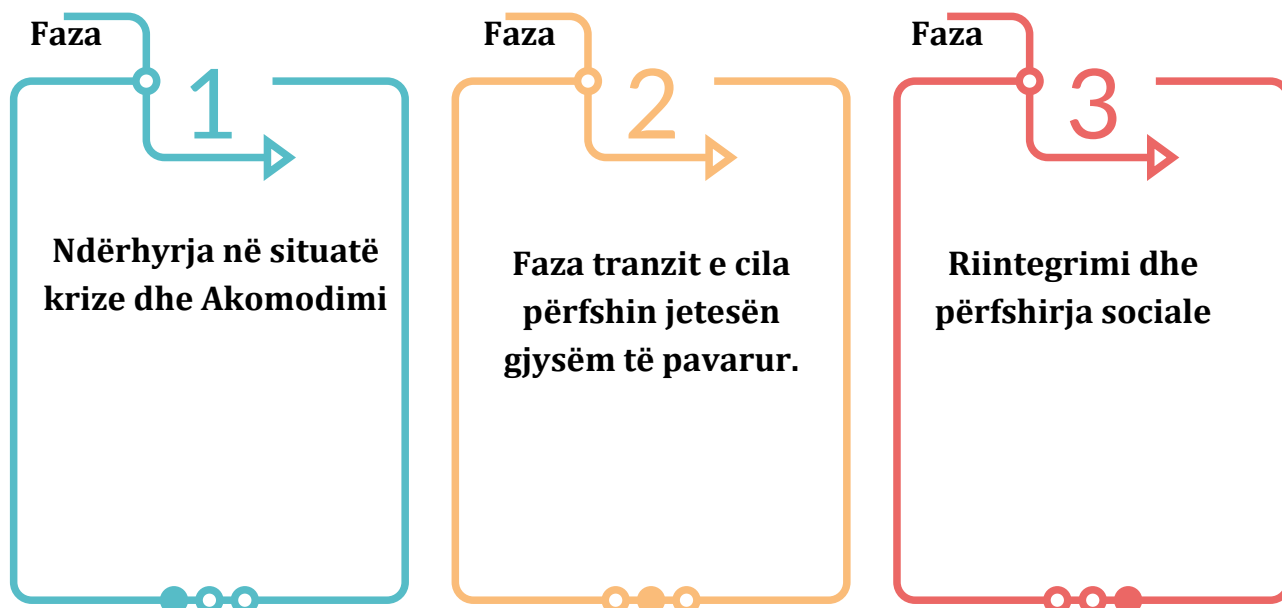 Faza
1
Ndërhyrja në situatë
krize dhe Akomodimi
Faza
2
Faza tranzit e cila
përfshin jetesën
gjysëm të pavarur.
Faza
3
Riintegrimi dhe
përfshirja sociale